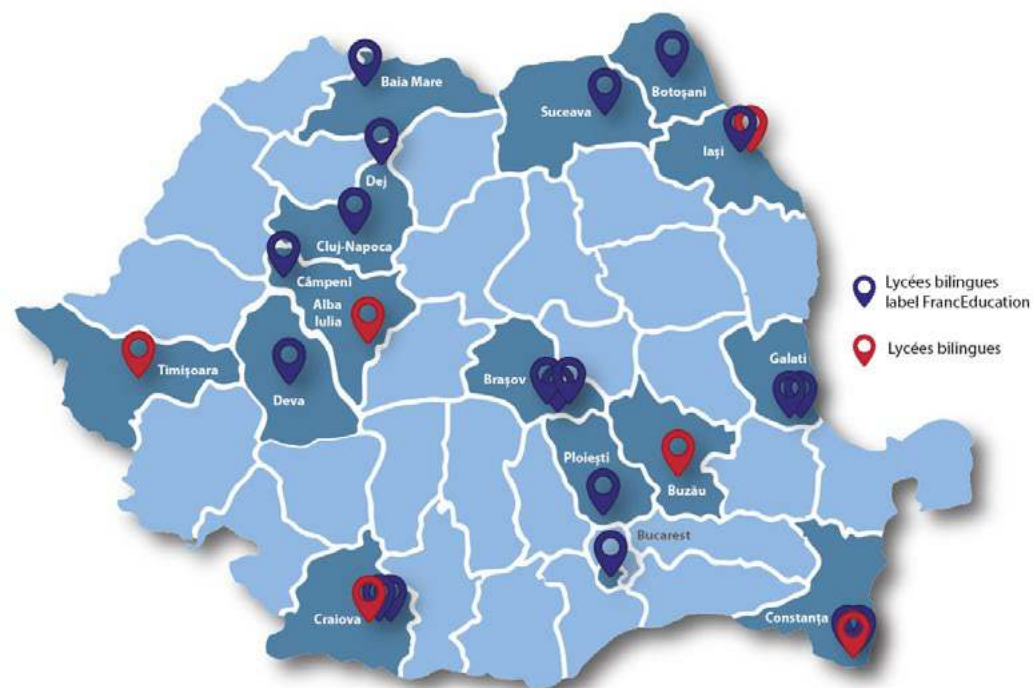 Baia Mare
Botoșani
Suceava
Iași
Dej
Cluj-Napoca
Câmpeni
Alba
Iulia
Lycées bilingues
label FrancEducation
Lycées bilingues
Timișoara
Deva
Brașov
Galati
Ploiești
Buzău
Bucarest
Craiova
Constanța